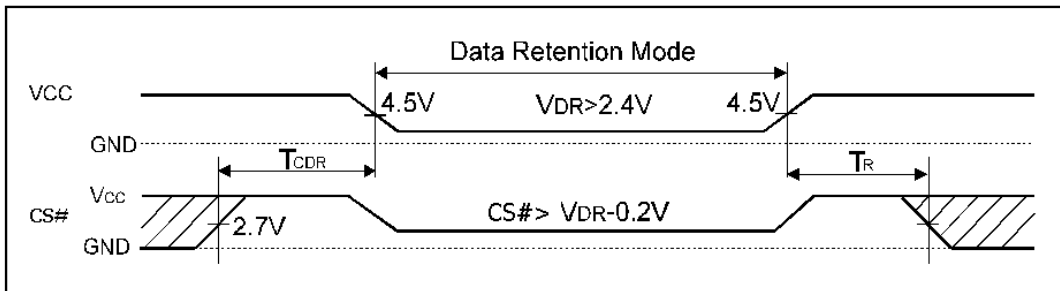 Data Retention Mode
VCC 4.5V VDR>2.4V 4.5V
GND
TCDR TR
Vcc
CS# CS#> VDR-0.2V
2.7V
GND